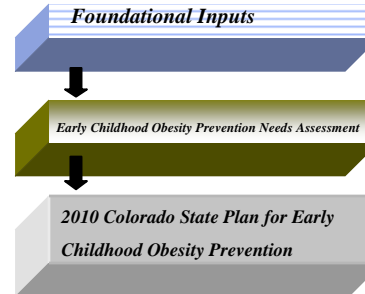 Foundational Inputs
Early Childhood Obesity Prevention Needs Assessment
2010 Colorado State Plan for Early
Childhood Obesity Prevention